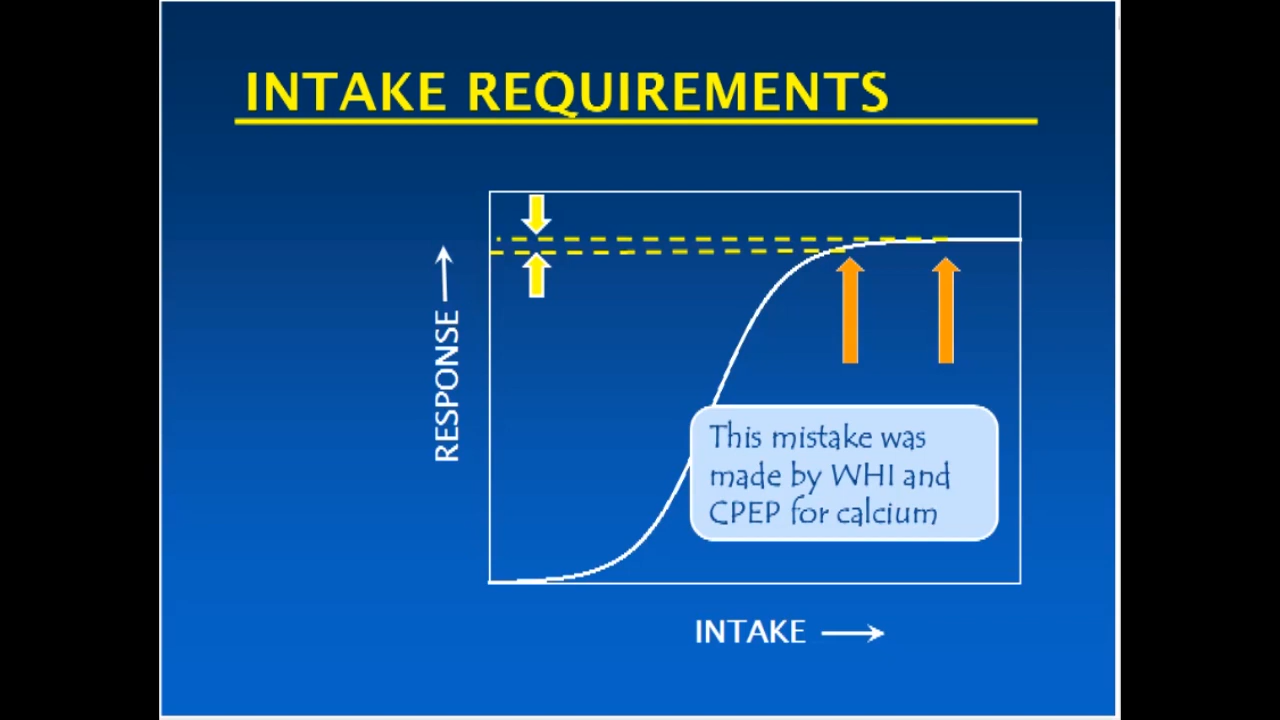 INTAKE REQUIREMENTS
RESPONSE
This mistake was
made by WHI and
CPEP for calcium
INTAKE